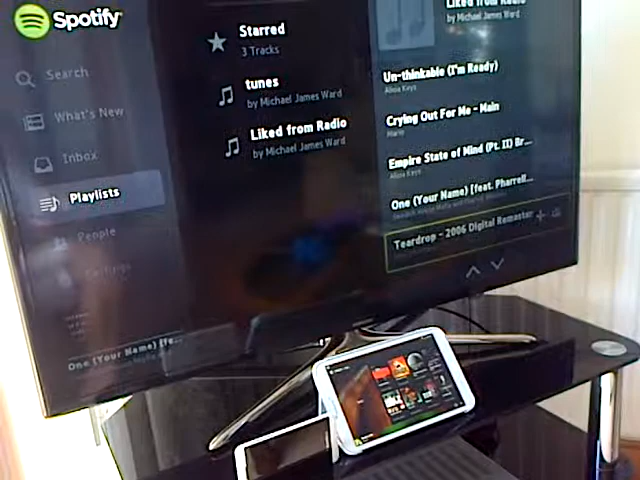 Spotify
Search
What's New
Inbox
Playlists
People
Settings
One (Your Name) [fe...
Starred
3 Tracks
tunes
by Michael James Ward
Liked from Radio
by Michael James Ward
Liked from Radio
by Michael James Ward
Un-thinkable (I'm Ready)
Alicia Keys
Crying Out For Me - Main
Mario
Empire State of Mind (Pt. II) Br...
Alicia Keys
One (Your Name) [feat. Pharrell...
Teardrop - 2006 Digital Remaster